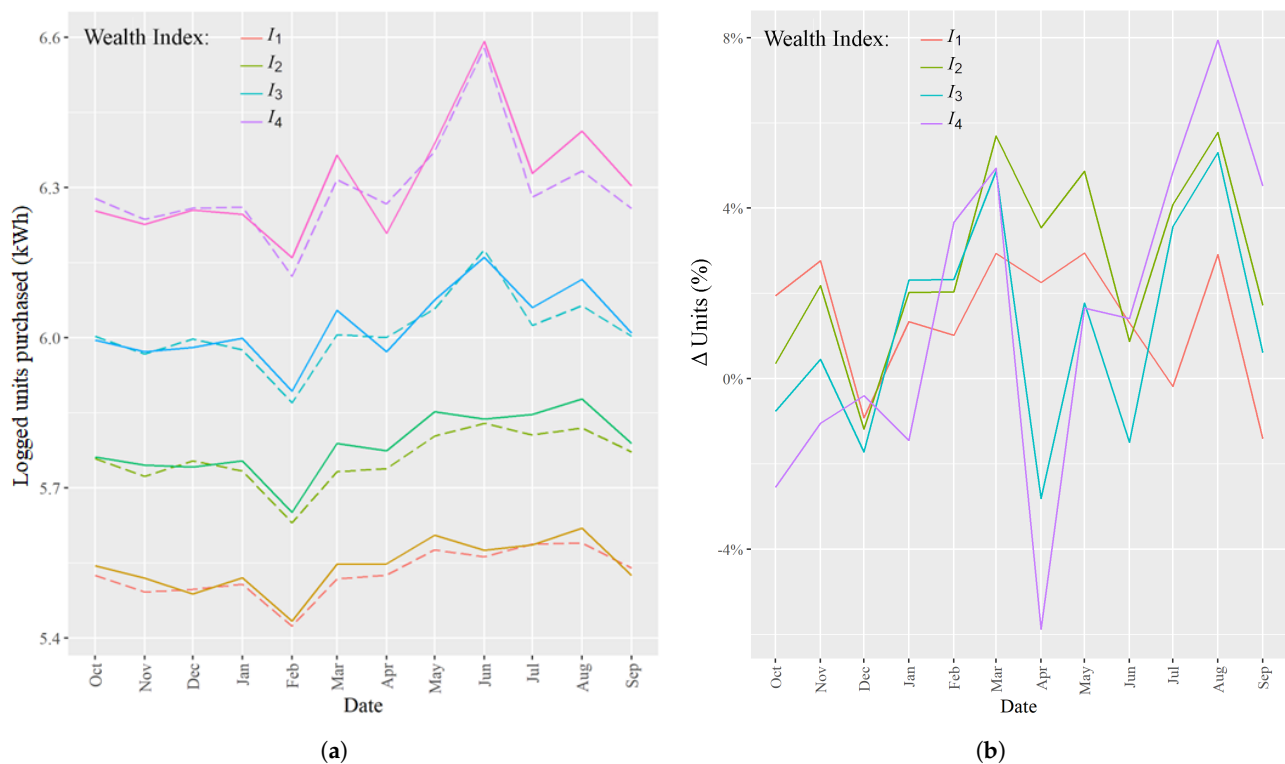 Wealth Index:
I1
I2
I3
I4
Logged units purchased (kWh)
6.6
6.3
6.0
5.7
5.4
Oct Nov Dec Jan Feb Mar Apr May Jun Jul Aug Sep
Date
(a)
Wealth Index:
I1
I2
I3
I4
Δ Units (%)
8%
4%
0%
-4%
Oct Nov Dec Jan Feb Mar Apr May Jun Jul Aug Sep
Date
(b)